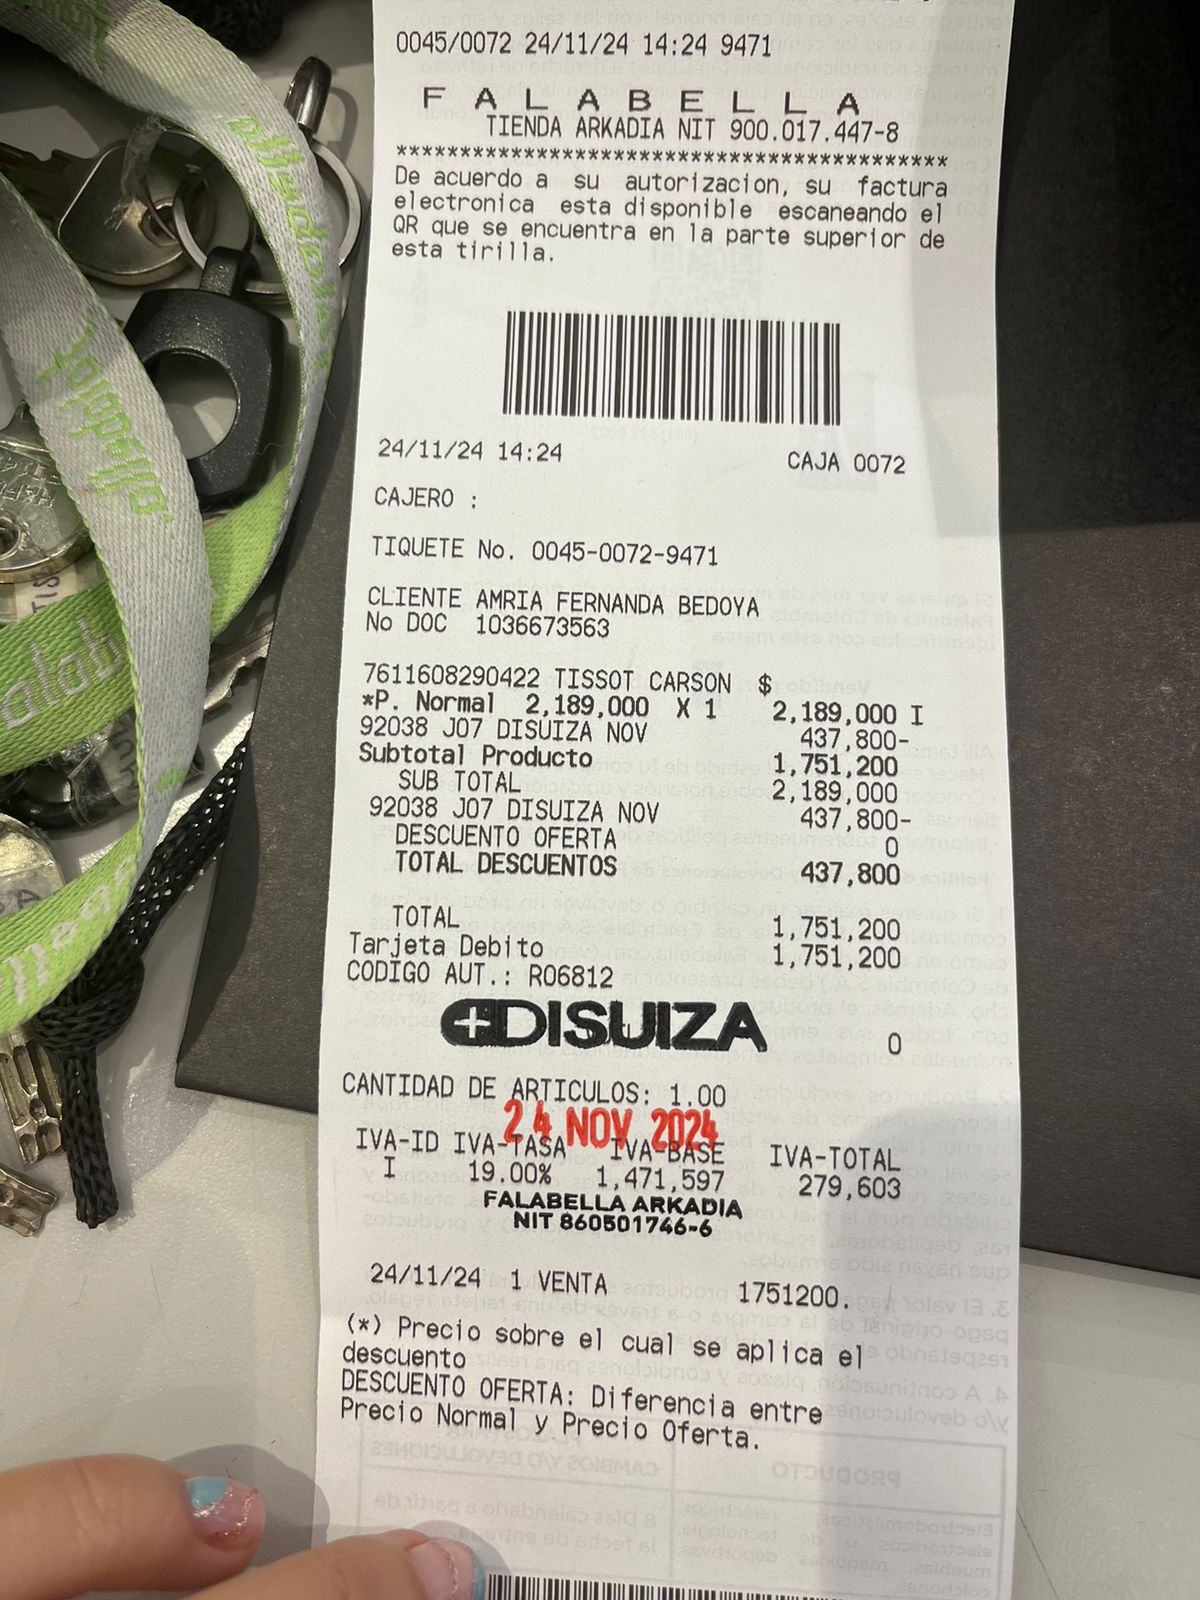 0045/0072 24/11/24 14:24 9471
FALABELLA
TIENDA ARKADIA NIT 900.017.447-8
*******************************************
De acuerdo a su autorizacion, su factura
electronica esta disponible escaneando el
QR que se encuentra en la parte superior de
esta tirilla.
24/11/24 14:24 CAJA 0072
CAJERO :
TIQUETE No. 0045-0072-9471
CLIENTE AMRIA FERNANDA BEDOYA
No DOC 1036673563
7611608290422 TISSOT CARSON $
*P. Normal 2,189,000 X 1 2,189,000 I
92038 J07 DISUIZA NOV 437,800-
Subtotal Producto 1,751,200
SUB TOTAL 2,189,000
92038 J07 DISUIZA NOV 437,800-
DESCUENTO OFERTA 0
TOTAL DESCUENTOS 437,800
TOTAL 1,751,200
Tarjeta Debito 1,751,200
CODIGO AUT.: R06812
DISUIZA
0
CANTIDAD DE ARTICULOS: 1.00
24 NOV 2024
IVA-ID IVA-TASA IVA-BASE IVA-TOTAL
I 19.00% 1,471,597 279,603
FALABELLA ARKADIA
NIT 860501746-6
24/11/24 1 VENTA 1751200.
(*) Precio sobre el cual se aplica el
descuento
DESCUENTO OFERTA: Diferencia entre
Precio Normal y Precio Oferta.